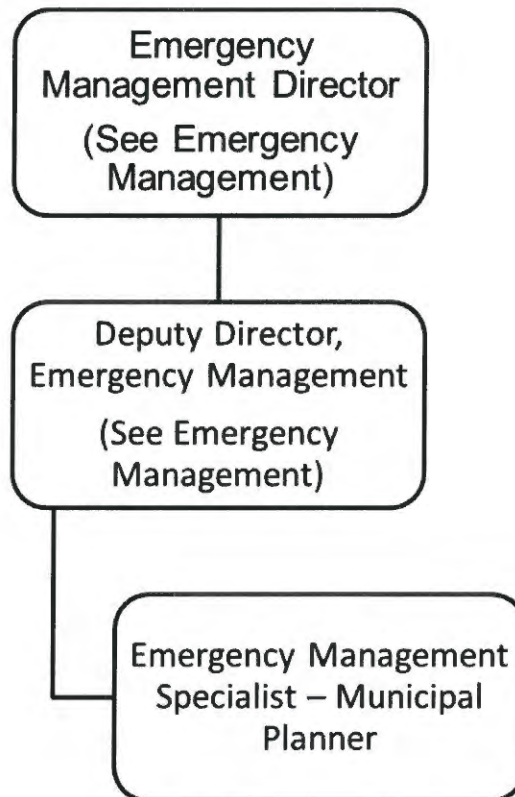 Emergency
Management Director
(See Emergency
Management)
Deputy Director,
Emergency Management
(See Emergency
Management)
Emergency Management
Specialist – Municipal
Planner